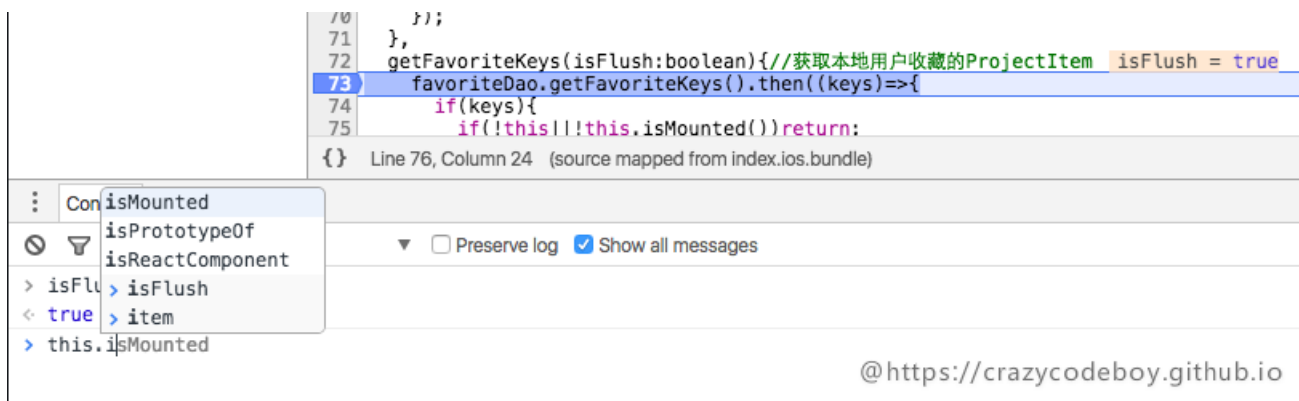 70 });
71 },
72 getFavoriteKeys(isFlush:boolean){//获取本地用户收藏的ProjectItem isFlush = true
73 favoriteDao.getFavoriteKeys().then((keys)=>{
74 if(keys){
75 if(!this||!this.isMounted())return;
{} Line 76, Column 24 (source mapped from index.ios.bundle)
Con
isMounted
isPrototypeOf
isReactComponent
> isFlush
> item
▼ Preserve log Show all messages
> isFlu
< true
> this.isMounted
@https://crazycodeboy.github.io